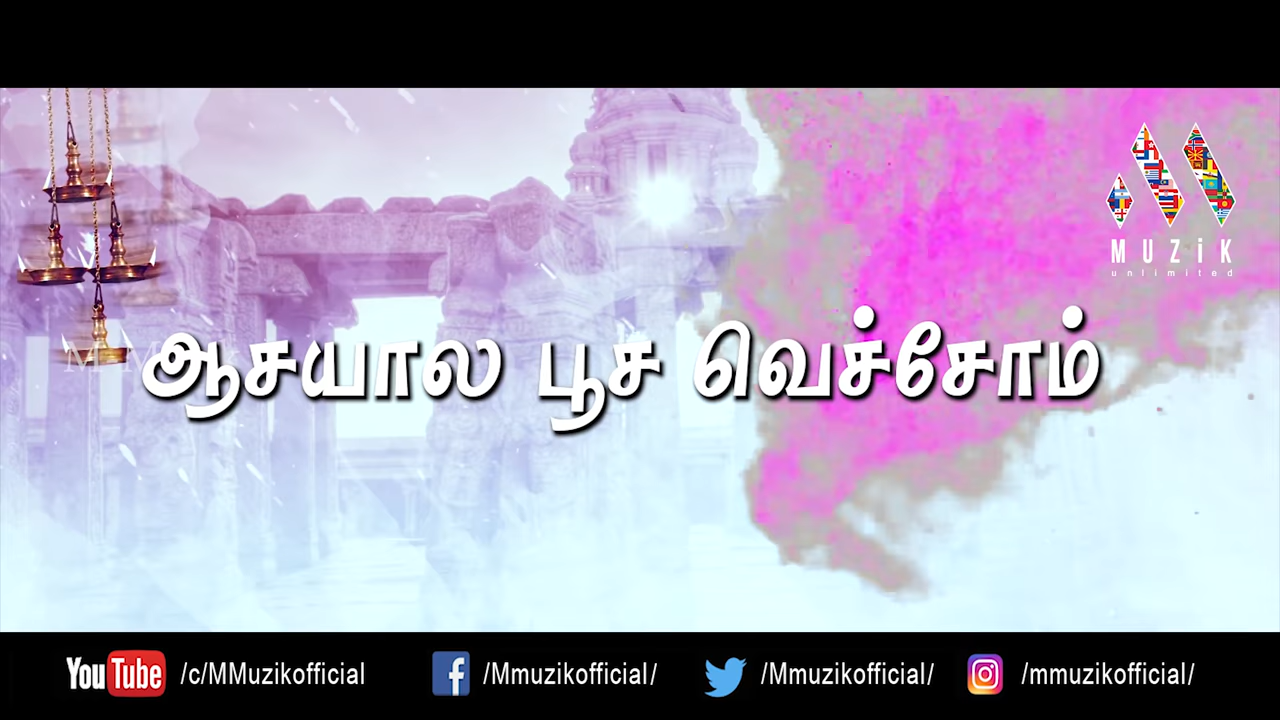 MUZiK
unlimited
ஆசயால பூச வெச்சோம்
YouTube /c/MMuzikofficial /Mmuzikofficial/ /Mmuzikofficial/ /mmuzikofficial/